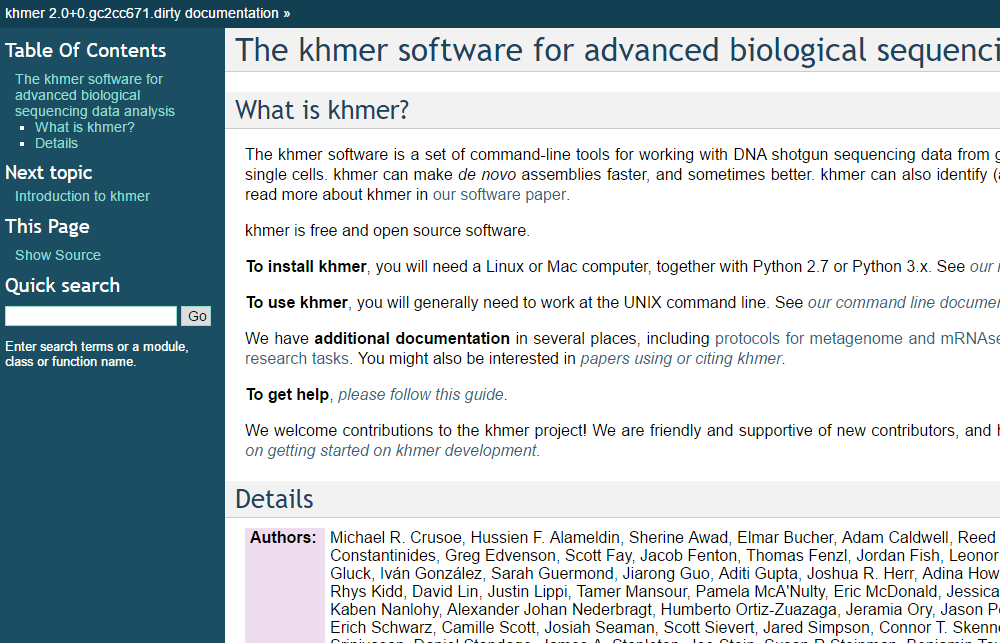 khmer 2.0+0.gc2cc671.dirty documentation »
Table Of Contents
The khmer software for
advanced biological
sequencing data analysis
What is khmer?
Details
Next topic
Introduction to khmer
This Page
Show Source
Quick search
Go
Enter search terms or a module,
class or function name.
The khmer software for advanced biological sequenci
What is khmer?
The khmer software is a set of command-line tools for working with DNA shotgun sequencing data from g
single cells. khmer can make de novo assemblies faster, and sometimes better. khmer can also identify (a
read more about khmer in our software paper.
khmer is free and open source software.
To install khmer, you will need a Linux or Mac computer, together with Python 2.7 or Python 3.x. See our
To use khmer, you will generally need to work at the UNIX command line. See our command line documen
We have additional documentation in several places, including protocols for metagenome and mRNAse
research tasks. You might also be interested in papers using or citing khmer.
To get help, please follow this guide.
We welcome contributions to the khmer project! We are friendly and supportive of new contributors, and
on getting started on khmer development.
Details
Authors: Michael R. Crusoe, Hussien F. Alameldin, Sherine Awad, Elmar Bucher, Adam Caldwell, Reed
Constantinides, Greg Edvenson, Scott Fay, Jacob Fenton, Thomas Fenzl, Jordan Fish, Leonor
Gluck, Iván González, Sarah Guermond, Jiarong Guo, Aditi Gupta, Joshua R. Herr, Adina How
Rhys Kidd, David Lin, Justin Lippi, Tamer Mansour, Pamela McA'Nulty, Eric McDonald, Jessica
Kaben Nanlohy, Alexander Johan Nederbragt, Humberto Ortiz-Zuazaga, Jeramia Ory, Jason Pe
Erich Schwarz, Camille Scott, Josiah Seaman, Scott Sievert, Jared Simpson, Connor T. Skenne